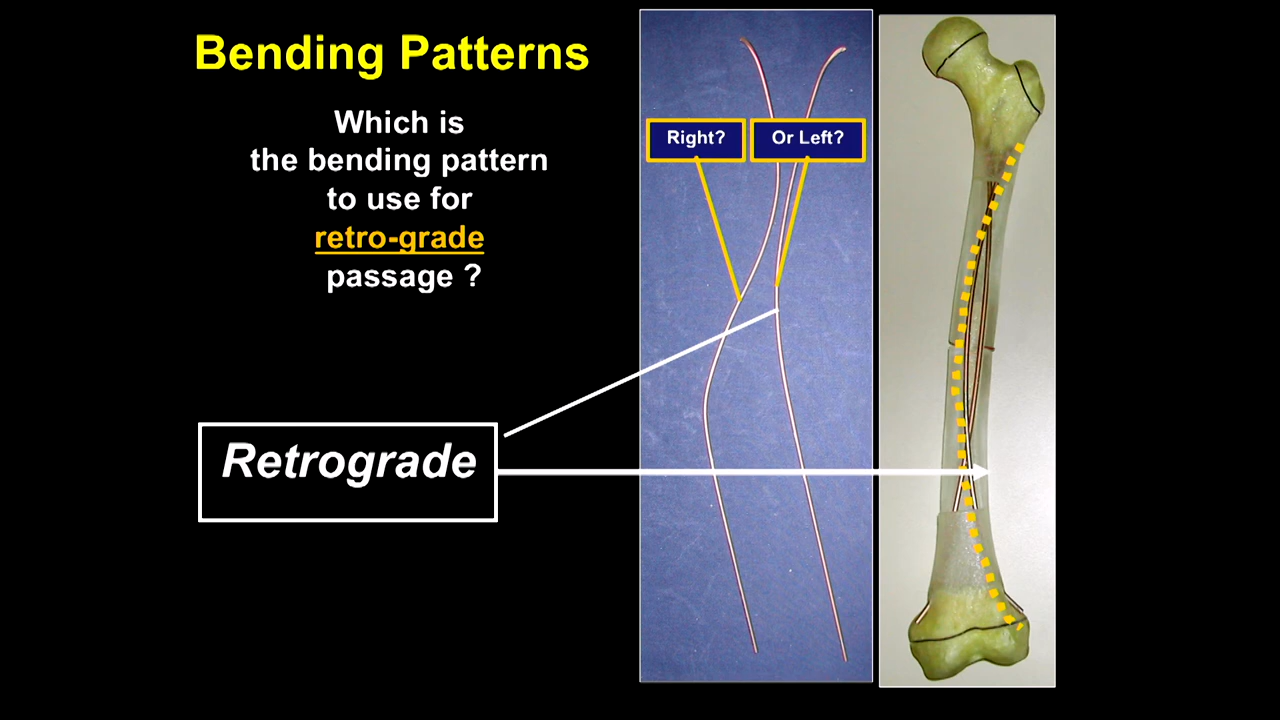 Bending Patterns
Which is
the bending pattern
to use for
retro-grade
passage ?
Right?
Or Left?
Retrograde